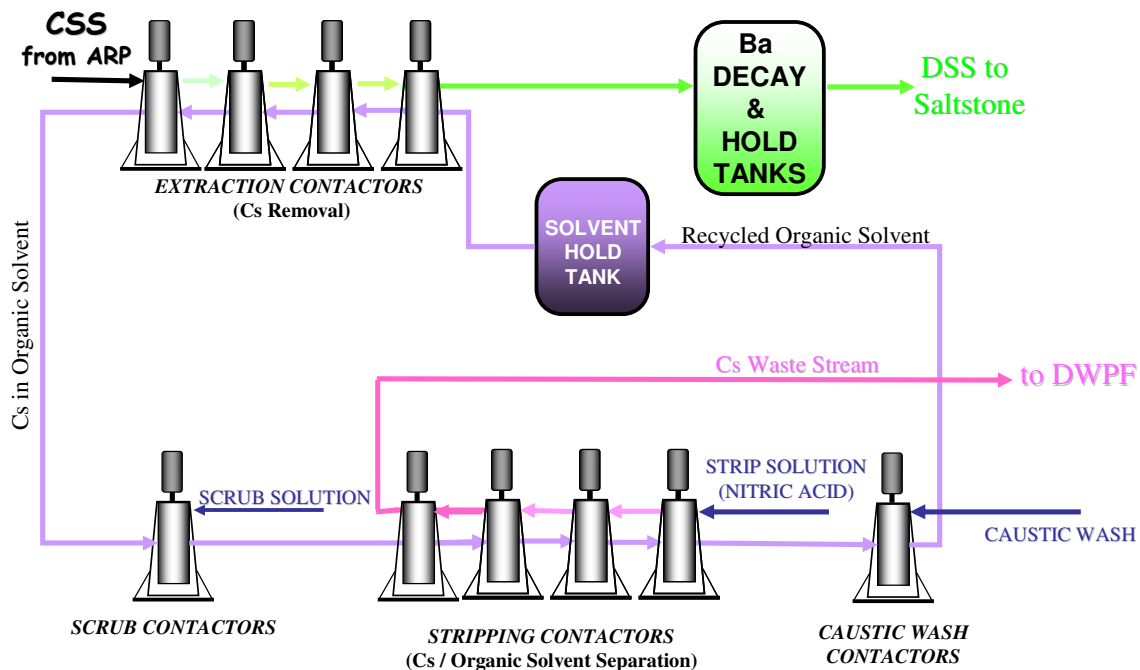 CSS
from ARP
Ba
DECAY
&
HOLD
TANKS
DSS to
Saltstone
EXTRACTION CONTACTORS
(Cs Removal)
SOLVENT
HOLD
TANK
Recycled Organic Solvent
Cs in Organic Solvent
Cs Waste Stream
to DWPF
SCRUB SOLUTION
STRIP SOLUTION
(NITRIC ACID)
CAUSTIC WASH
SCRUB CONTACTORS
STRIPPING CONTACTORS
(Cs / Organic Solvent Separation)
CAUSTIC WASH
CONTACTORS